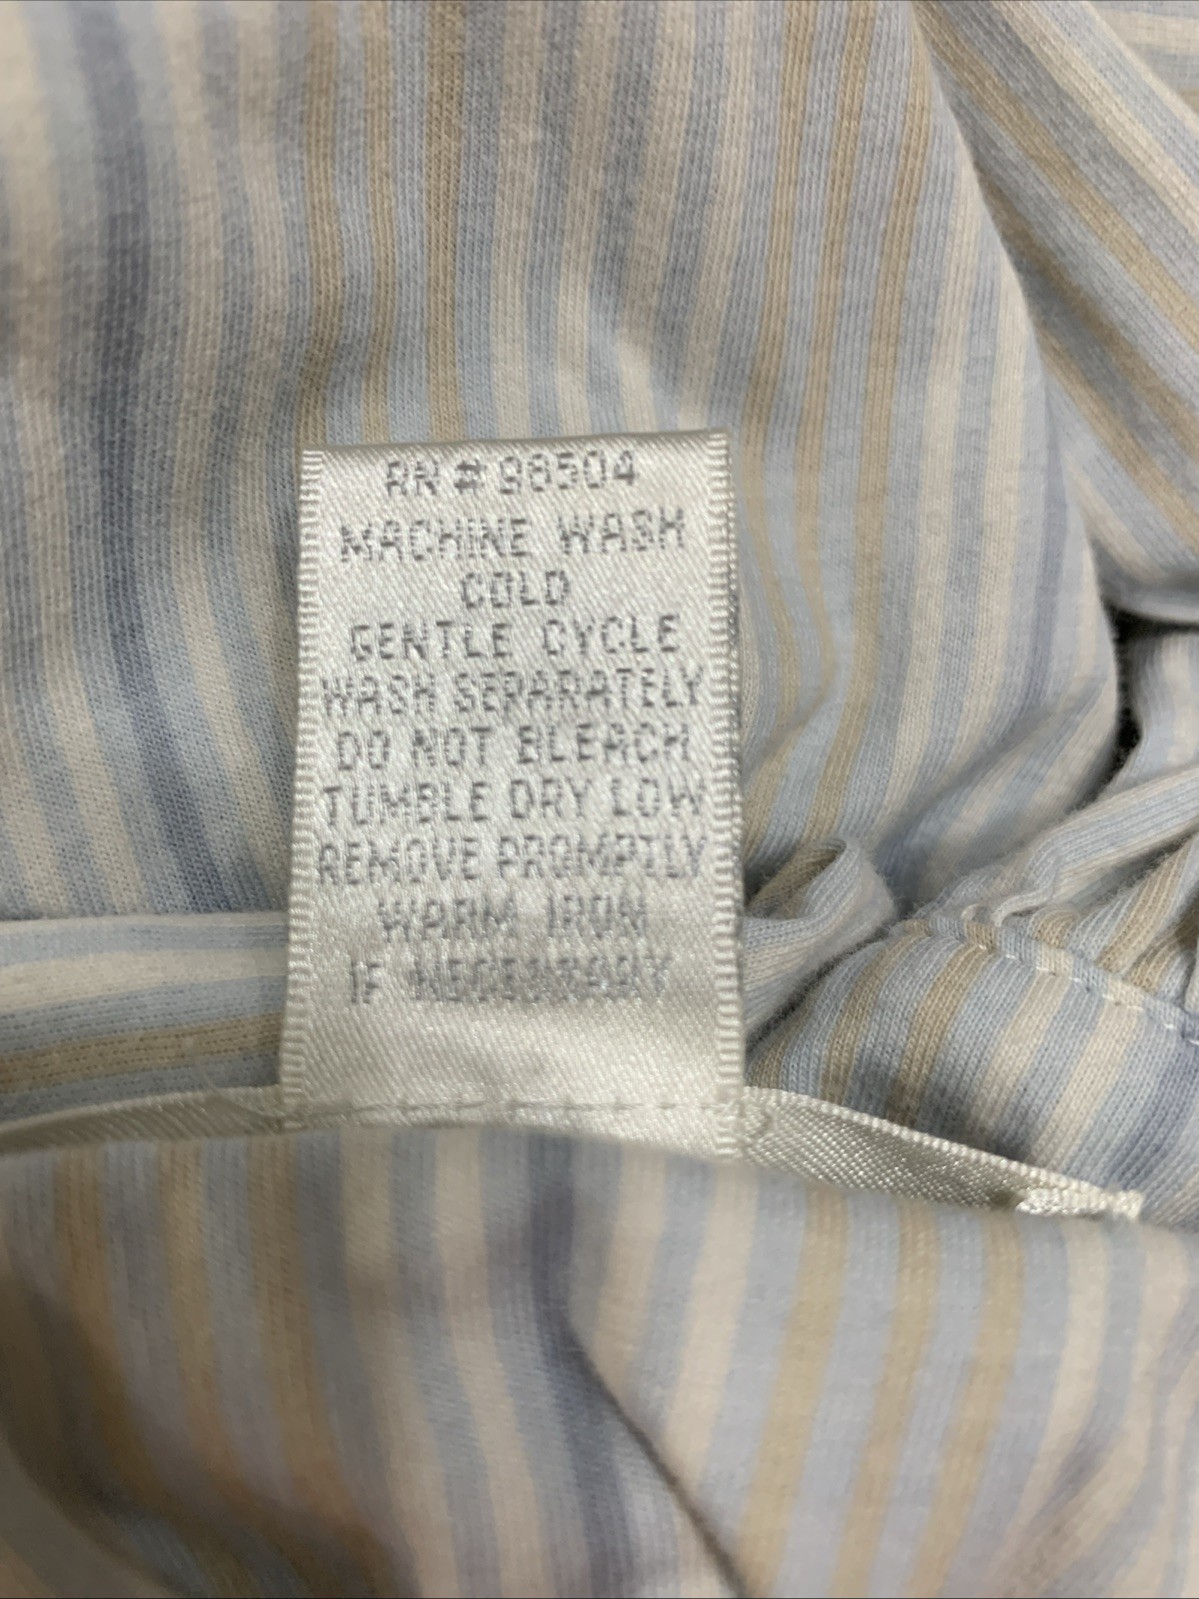 RN # 98504
MACHINE WASH
COLD
GENTLE CYCLE
WASH SEPARATELY
DO NOT BLEACH
TUMBLE DRY LOW
REMOVE PROMPTLY
WARM IRON
IF NECESSARY